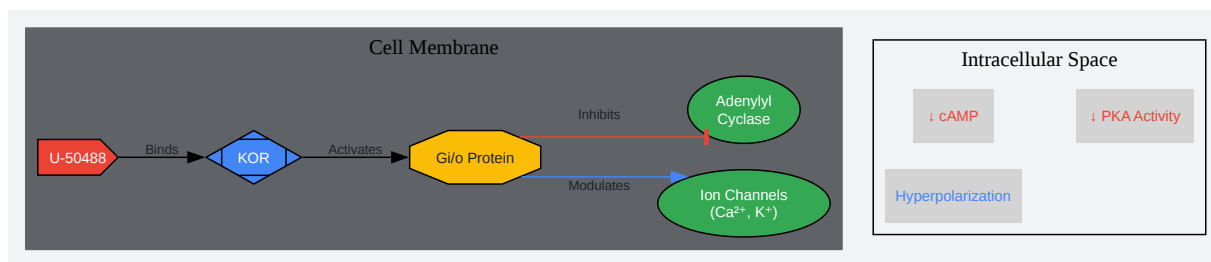 Cell Membrane
U-50488
Binds
KOR
Activates
Gi/o Protein
Inhibits
Modulates
Adenylyl
Cyclase
Ion Channels
(Ca²⁺, K⁺)
Intracellular Space
↓ cAMP
↓ PKA Activity
Hyperpolarization